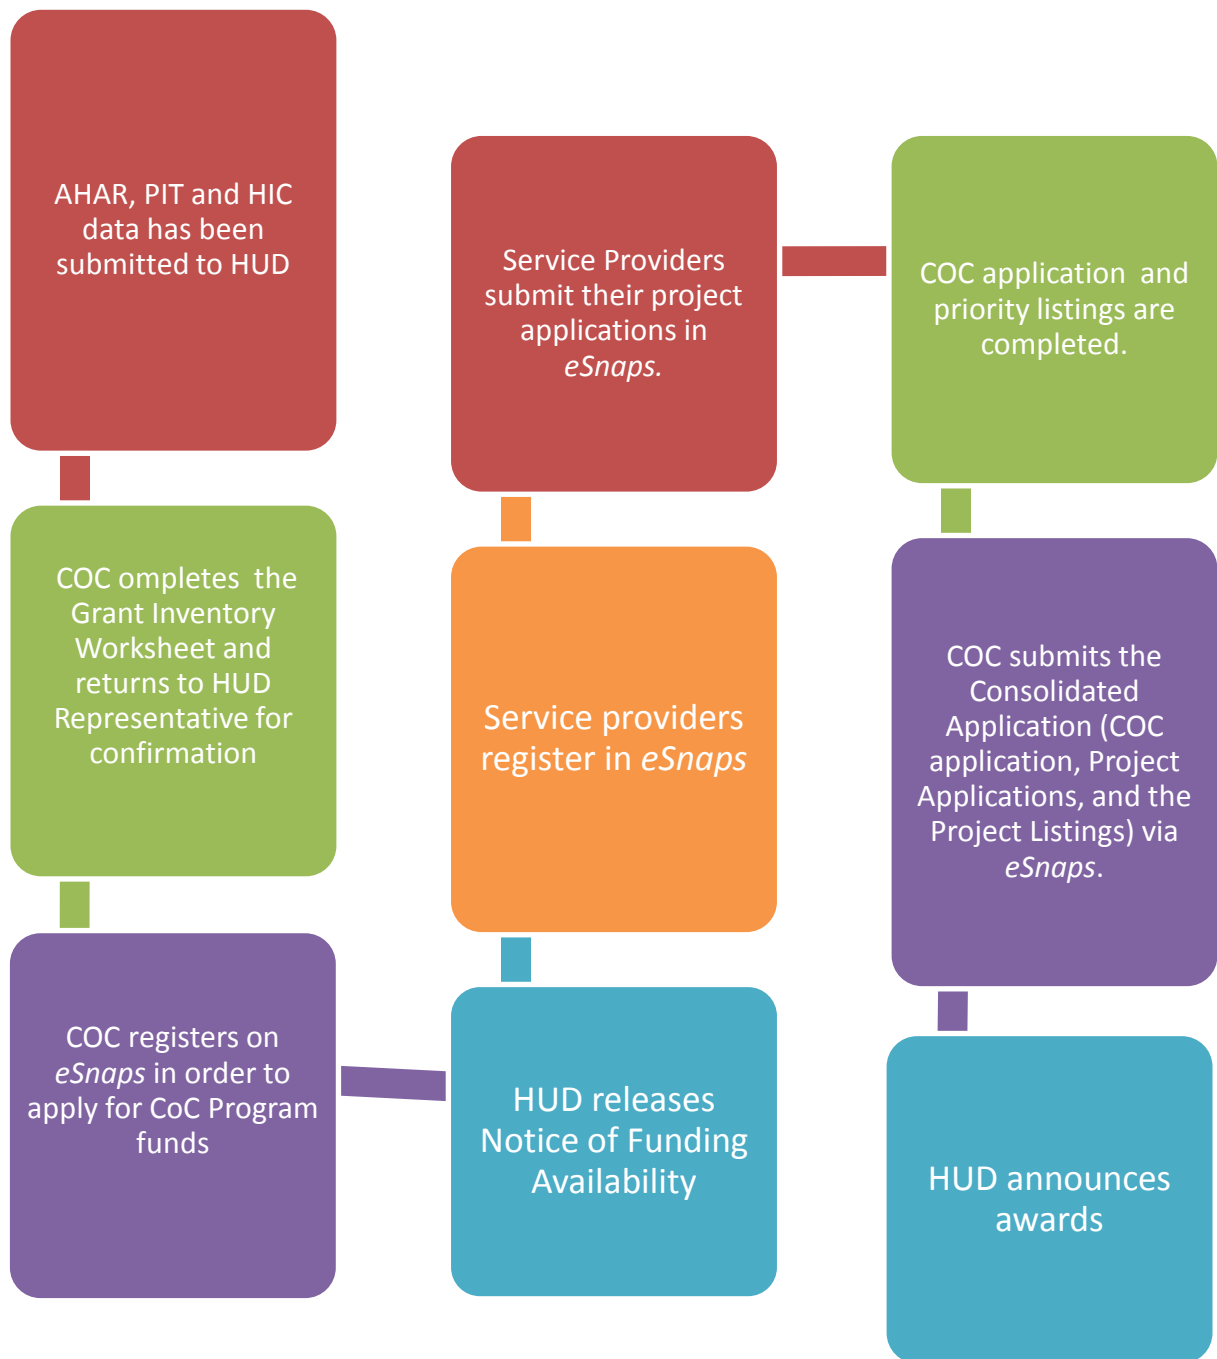 AHAR, PIT and HIC
data has been
submitted to HUD
COC ompletes the
Grant Inventory
Worksheet and
returns to HUD
Representative for
confirmation
COC registers on
eSnaps in order to
apply for CoC Program
funds
HUD releases
Notice of Funding
Availability
Service providers
register in eSnaps
Service Providers
submit their project
applications in
eSnaps.
COC application and
priority listings are
completed.
COC submits the
Consolidated
Application (COC
application, Project
Applications, and the
Project Listings) via
eSnaps.
HUD announces
awards